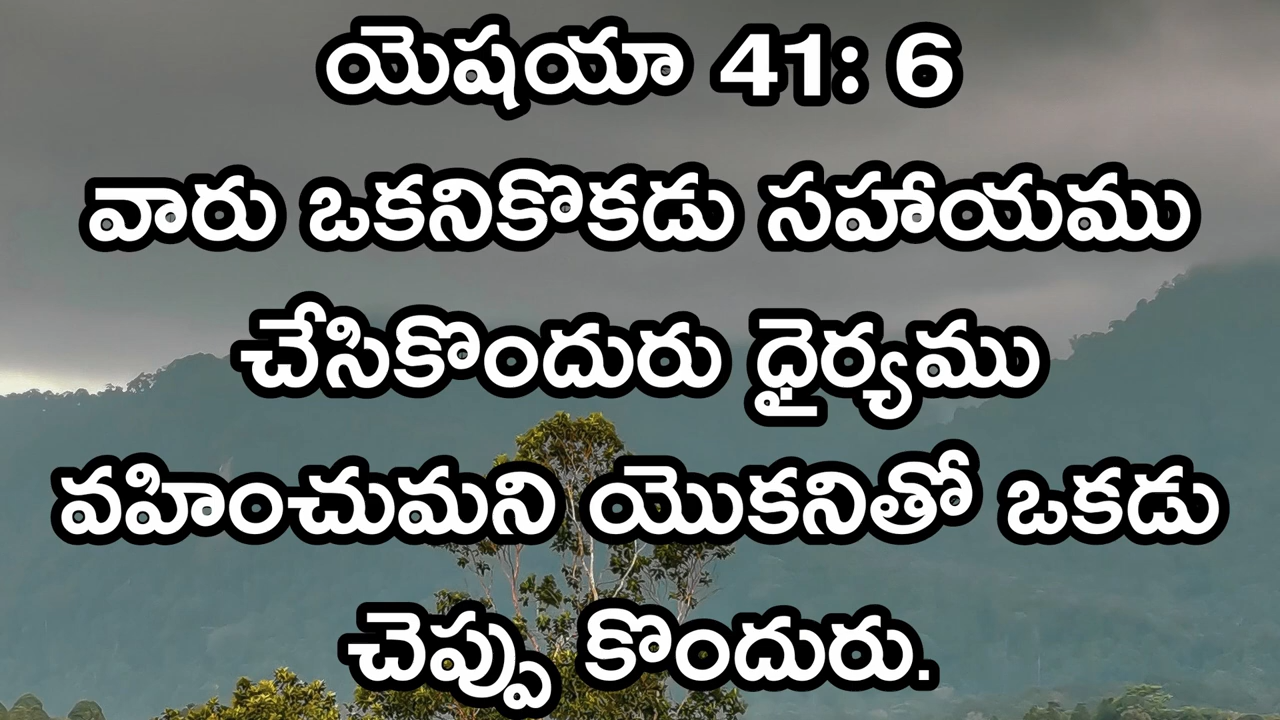 యెషయా 41: 6
వారు ఒకనికొకడు సహాయము
చేసికొందురు ధైర్యము
వహించుమని యొకనితో ఒకడు
చెప్పు కొందురు.